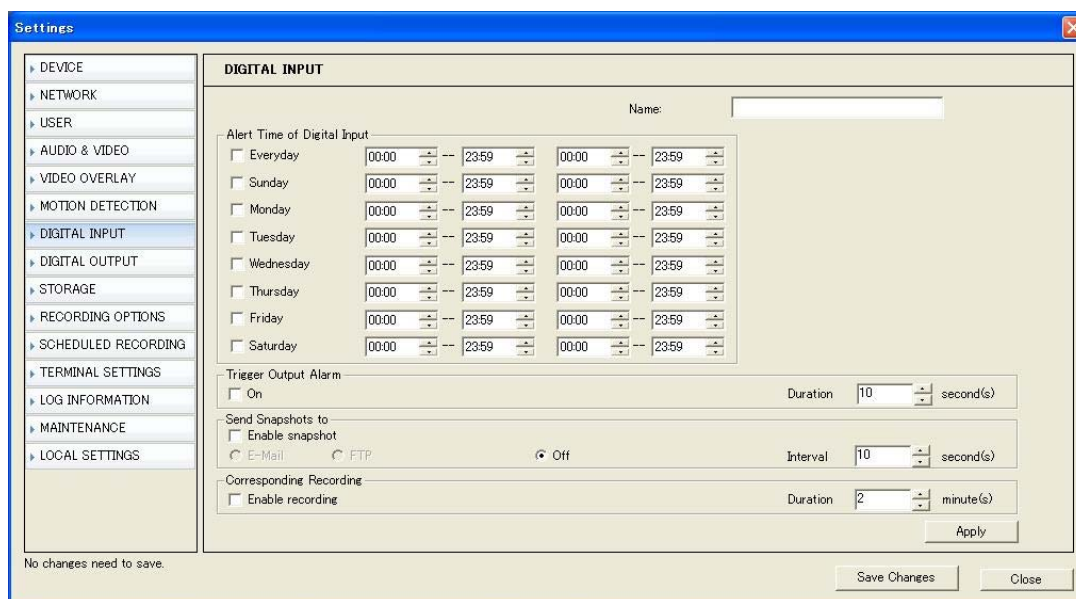 Settings
DEVICE
NETWORK
USER
AUDIO & VIDEO
VIDEO OVERLAY
MOTION DETECTION
DIGITAL INPUT
DIGITAL OUTPUT
STORAGE
RECORDING OPTIONS
SCHEDULED RECORDING
TERMINAL SETTINGS
LOG INFORMATION
MAINTENANCE
LOCAL SETTINGS
DIGITAL INPUT
Name:
Alert Time of Digital Input
Everyday 00:00 -- 23:59 00:00 -- 23:59
Sunday 00:00 -- 23:59 00:00 -- 23:59
Monday 00:00 -- 23:59 00:00 -- 23:59
Tuesday 00:00 -- 23:59 00:00 -- 23:59
Wednesday 00:00 -- 23:59 00:00 -- 23:59
Thursday 00:00 -- 23:59 00:00 -- 23:59
Friday 00:00 -- 23:59 00:00 -- 23:59
Saturday 00:00 -- 23:59 00:00 -- 23:59
Trigger Output Alarm
On Duration 10 second(s)
Send Snapshots to
Enable snapshot
E-Mail FTP Off Interval 10 second(s)
Corresponding Recording
Enable recording Duration 2 minute(s)
Apply
No changes need to save.
Save Changes Close